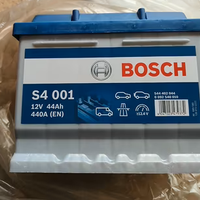 BOSCH
S4 001
12V 44Ah
440A (EN)